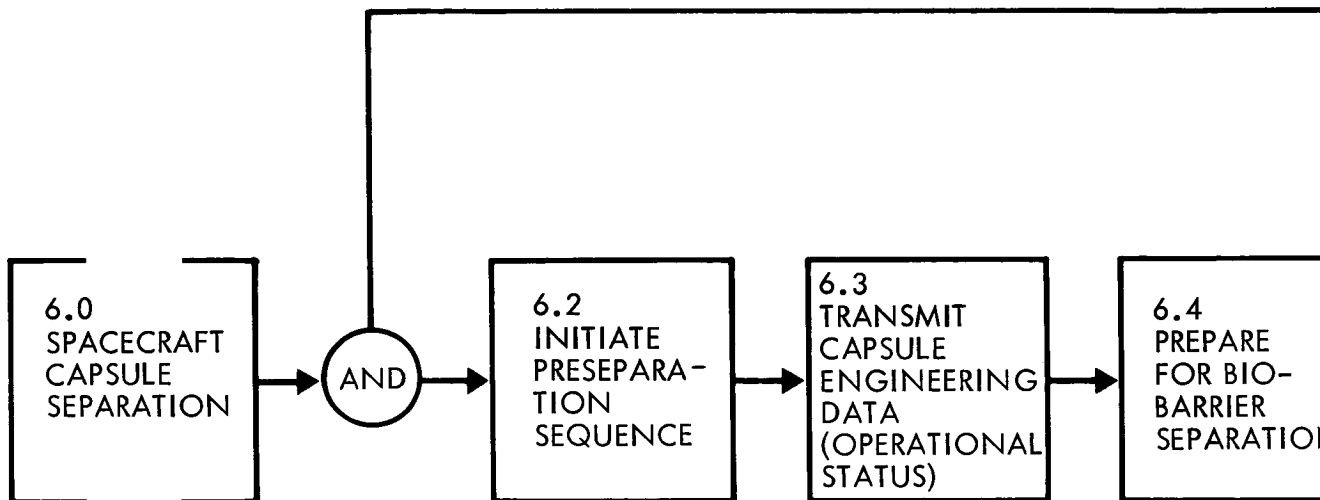 6.0
SPACECRAFT
CAPSULE
SEPARATION
AND
6.2
INITIATE
PRESEPARA-
TION
SEQUENCE
6.3
TRANSMIT
CAPSULE
ENGINEERING
DATA
(OPERATIONAL
STATUS)
6.4
PREPARE
FOR BIO-
BARRIER
SEPARATION